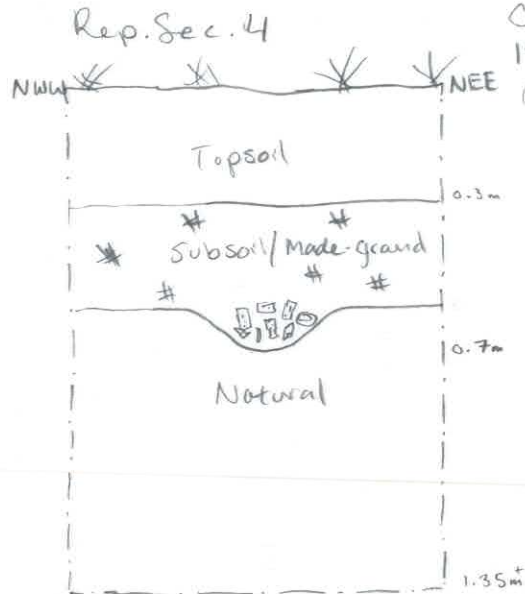 Rep. Sec. 4
NWW
NEE
Topsoil
0.3m
Subsoil / Made-ground
0.7m
Natural
1.35m+